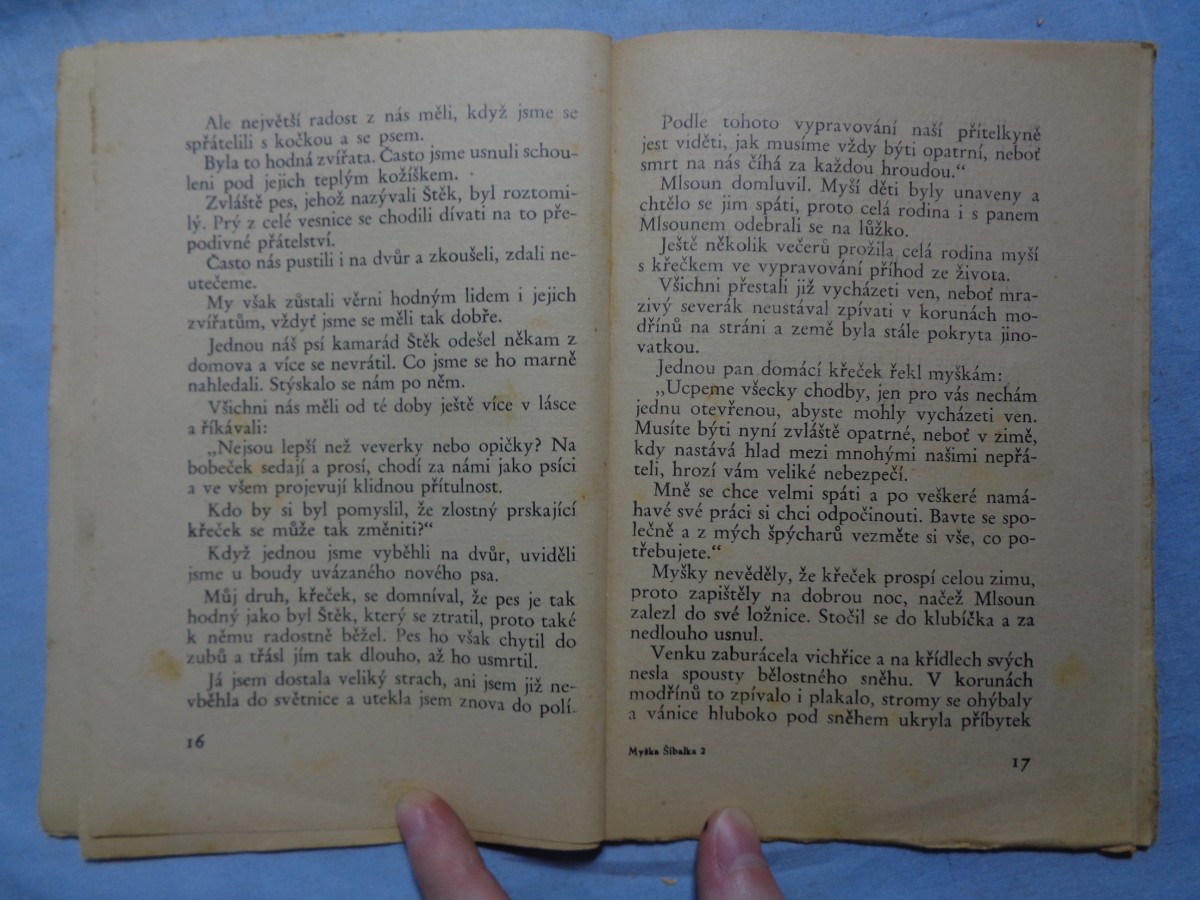 Ale největší radost z nás měli, když jsme se
spřátelili s kočkou a se psem.
Byla to hodná zvířata. Často jsme usnuli schou-
leni pod jejich teplým kožíškem.
Zvláště pes, jehož nazývali Štěk, byl roztomi-
lý. Prý z celé vesnice se chodili dívati na to pře-
podivné přátelství.
Často nás pustili i na dvůr a zkoušeli, zdali ne-
utečeme.
My však zůstali věrni hodným lidem i jejich
zvířatům, vždyť jsme se měli tak dobře.
Jednou náš psí kamarád Štěk odešel někam z
domova a více se nevrátil. Co jsme se ho marně
nahledali. Stýskalo se nám po něm.
Všichni nás měli od té doby ještě více v lásce
a říkávali:
„Nejsou lepší než veverky nebo opičky? Na
bobeček sedají a prosí, chodí za námi jako psíci
a ve všem projevují klidnou přítulnost.
Kdo by si byl pomyslil, že zlostný prskající
křeček se může tak změniti?“
Když jednou jsme vyběhli na dvůr, uviděli
jsme u boudy uvázaného nového psa.
Můj druh, křeček, se domníval, že pes je tak
hodný jako byl Štěk, který se ztratil, proto také
k němu radostně běžel. Pes ho však chytil do
zubů a třásl jím tak dlouho, až ho usmrtil.
Já jsem dostala veliký strach, ani jsem již ne-
vběhla do světnice a utekla jsem znova do polí.
16
Podle tohoto vypravování naší přítelkyně
jest viděti, jak musíme vždy býti opatrní, neboť
smrt na nás číhá za každou hroudou.“
Mlsoun domluvil. Myší děti byly unaveny a
chtělo se jim spáti, proto celá rodina i s panem
Mlsounem odebrali se na lůžko.
Ještě několik večerů prožila celá rodina myší
s křečkem ve vypravování příhod ze života.
Všichni přestali již vycházeti ven, neboť mra-
zivý severák neustával zpívati v korunách mo-
dřínů na stráni a země byla stále pokryta jino-
vatkou.
Jednou pan domácí křeček řekl myškám:
„Ucpeme všecky chodby, jen pro vás nechám
jednu otevřenou, abyste mohly vycházeti ven.
Musíte býti nyní zvláště opatrné, neboť v zimě,
kdy nastává hlad mezi mnohými našimi nepřá-
teli, hrozí vám veliké nebezpečí.
Mně se chce velmi spáti a po veškeré namá-
havé své práci si chci odpočinouti. Bavte se spo-
lečně a z mých špýcharů vezměte si vše, co po-
třebujete.“
Myšky nevěděly, že křeček prospí celou zimu,
proto zapištěly na dobrou noc, načež Mlsoun
zalezl do své ložnice. Stočil se do klubíčka a za
nedlouho usnul.
Venku zaburácela vichřice a na křídlech svých
nesla spousty bělostného sněhu. V korunách
modřínů to zpívalo i plakalo, stromy se ohýbaly
a vánice hluboko pod sněhem ukryla příbytek
Myška Šibalka 2
17